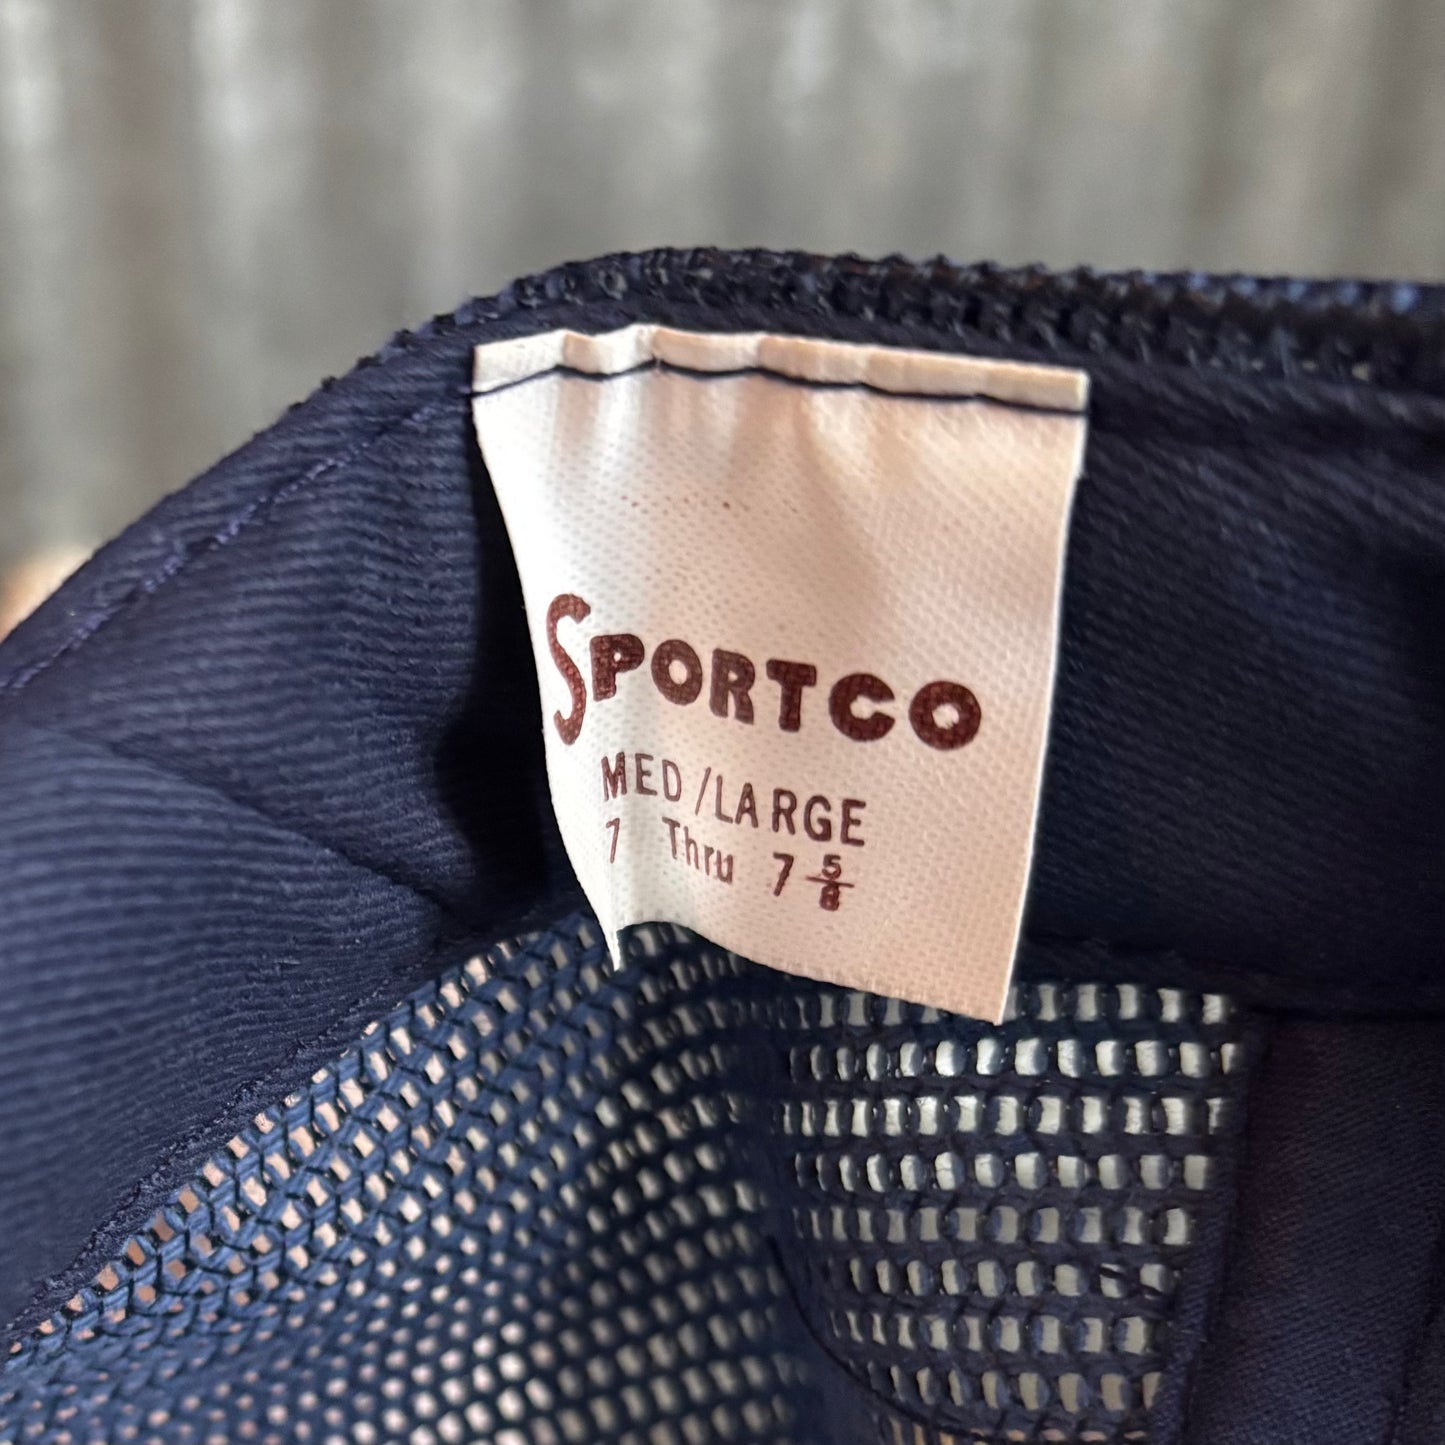 SPORTCO
MED/LARGE
7 Thru 7 5/8